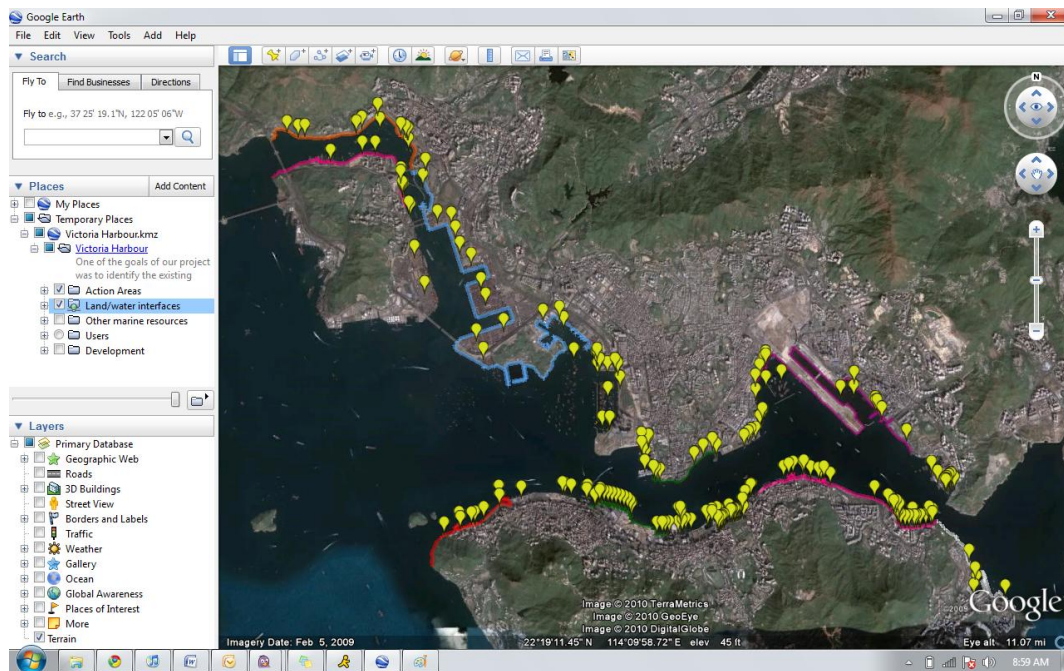 Google Earth
File Edit View Tools Add Help
Search
Fly To Find Businesses Directions
Fly to e.g., 37 25' 19.1"N, 122 05' 06"W
Places Add Content
My Places
Temporary Places
Victoria Harbour.kmz
Victoria Harbour
One of the goals of our project
was to identify the existing
Action Areas
Land/water interfaces
Other marine resources
Users
Development
Layers
Primary Database
Geographic Web
Roads
3D Buildings
Street View
Borders and Labels
Traffic
Weather
Gallery
Ocean
Global Awareness
Places of Interest
More
Terrain
N
Image © 2010 TerraMetrics
Image © 2010 GeoEye
Image © 2010 DigitalGlobe
©2009 Google
Imagery Date: Feb 5, 2009 22°19'11.45" N 114°09'58.72" E elev 45 ft Eye alt 11.07 mi
8:59 AM